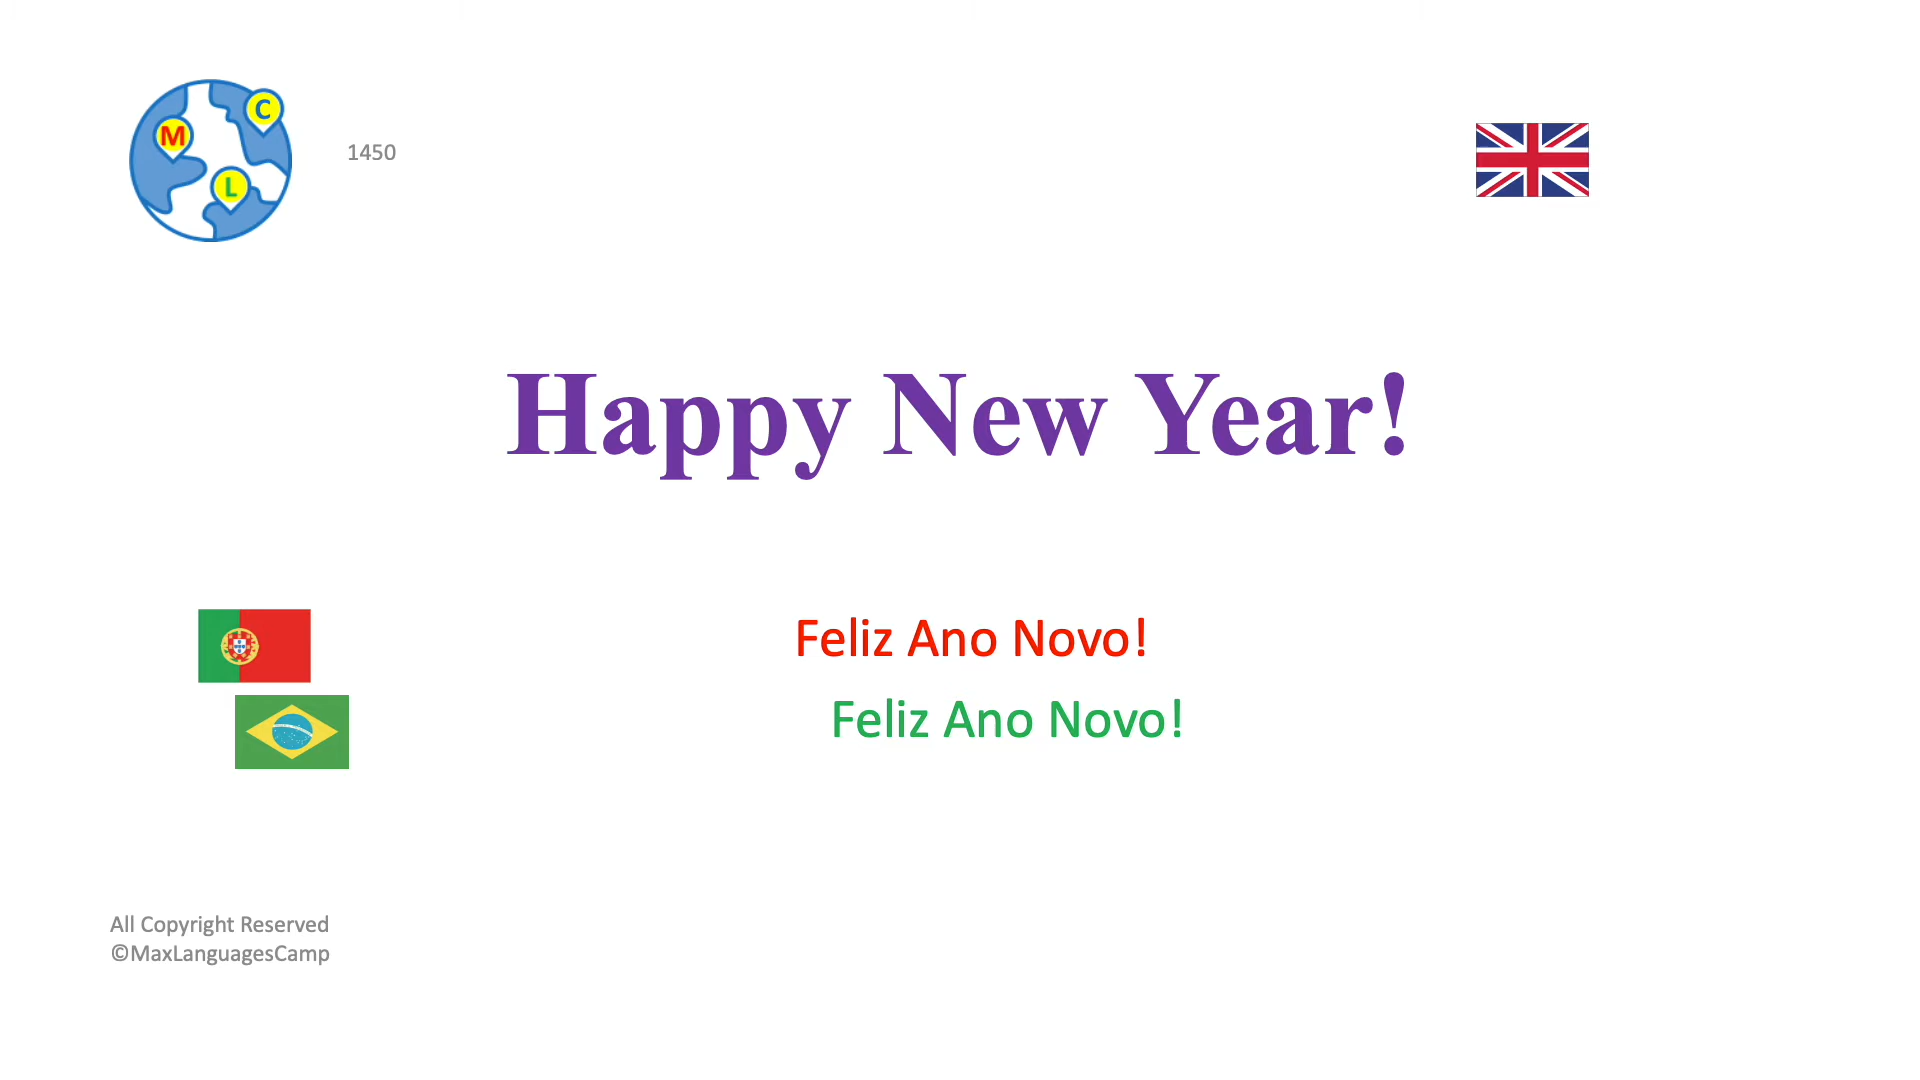 M
C
L
1450
Happy New Year!
Feliz Ano Novo!
Feliz Ano Novo!
All Copyright Reserved
©MaxLanguagesCamp